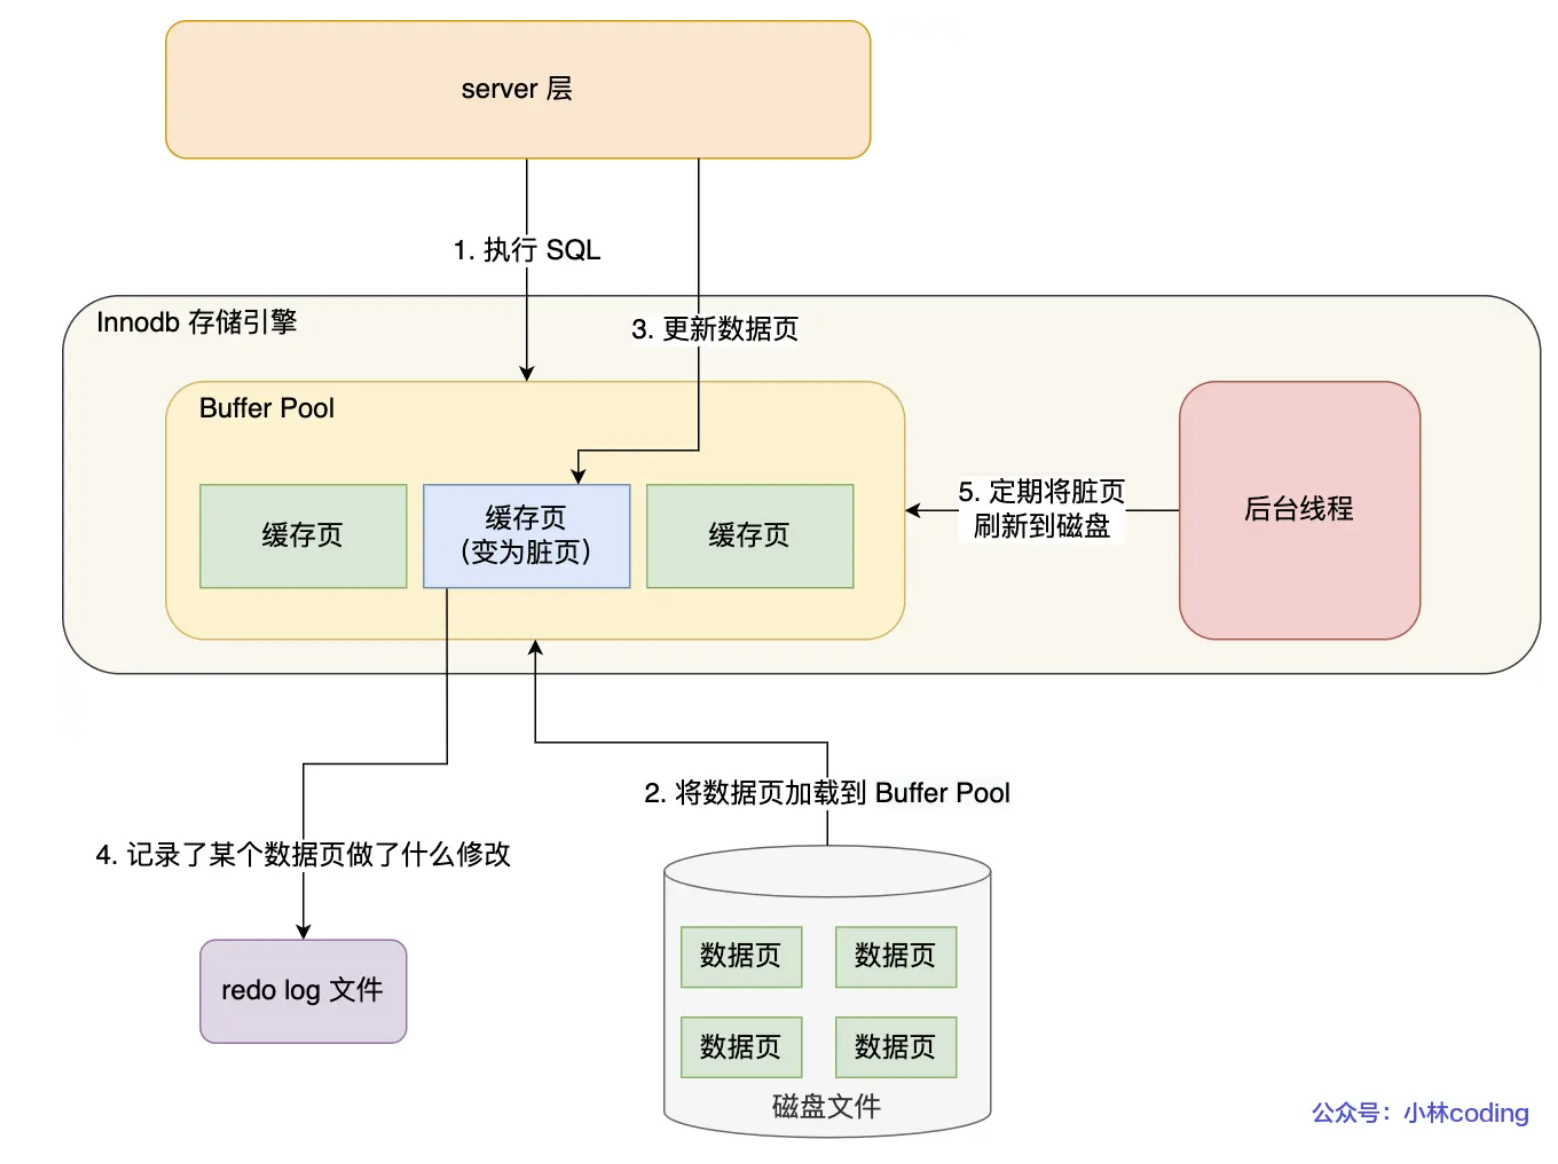 server 层
1. 执行 SQL
Innodb 存储引擎
3. 更新数据页
Buffer Pool
缓存页
缓存页
（变为脏页）
缓存页
5. 定期将脏页
刷新到磁盘
后台线程
2. 将数据页加载到 Buffer Pool
4. 记录了某个数据页做了什么修改
redo log 文件
数据页
数据页
数据页
数据页
磁盘文件
公众号：小林coding